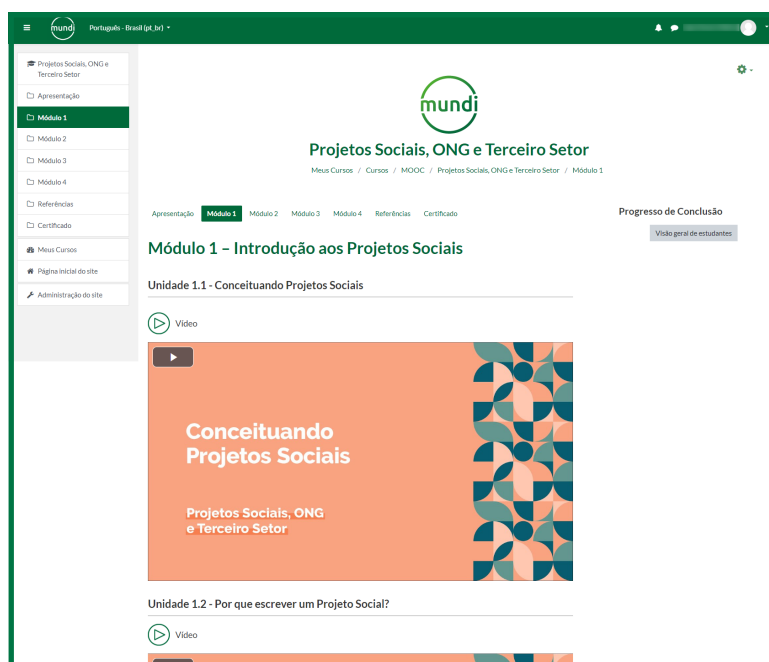 mundi
Português - Brasil (pt_br)
Projetos Sociais, ONG e
Terceiro Setor
Apresentação
Módulo 1
Módulo 2
Módulo 3
Módulo 4
Referências
Certificado
Meus Cursos
Página inicial do site
Administração do site
mundi
Projetos Sociais, ONG e Terceiro Setor
Meus Cursos / Cursos / MOOC / Projetos Sociais, ONG e Terceiro Setor / Módulo 1
Apresentação Módulo 1 Módulo 2 Módulo 3 Módulo 4 Referências Certificado
Progresso de Conclusão
Visão geral de estudantes
Módulo 1 – Introdução aos Projetos Sociais
Unidade 1.1 - Conceituando Projetos Sociais
Vídeo
Conceituando
Projetos Sociais
Projetos Sociais, ONG
e Terceiro Setor
Unidade 1.2 - Por que escrever um Projeto Social?
Vídeo